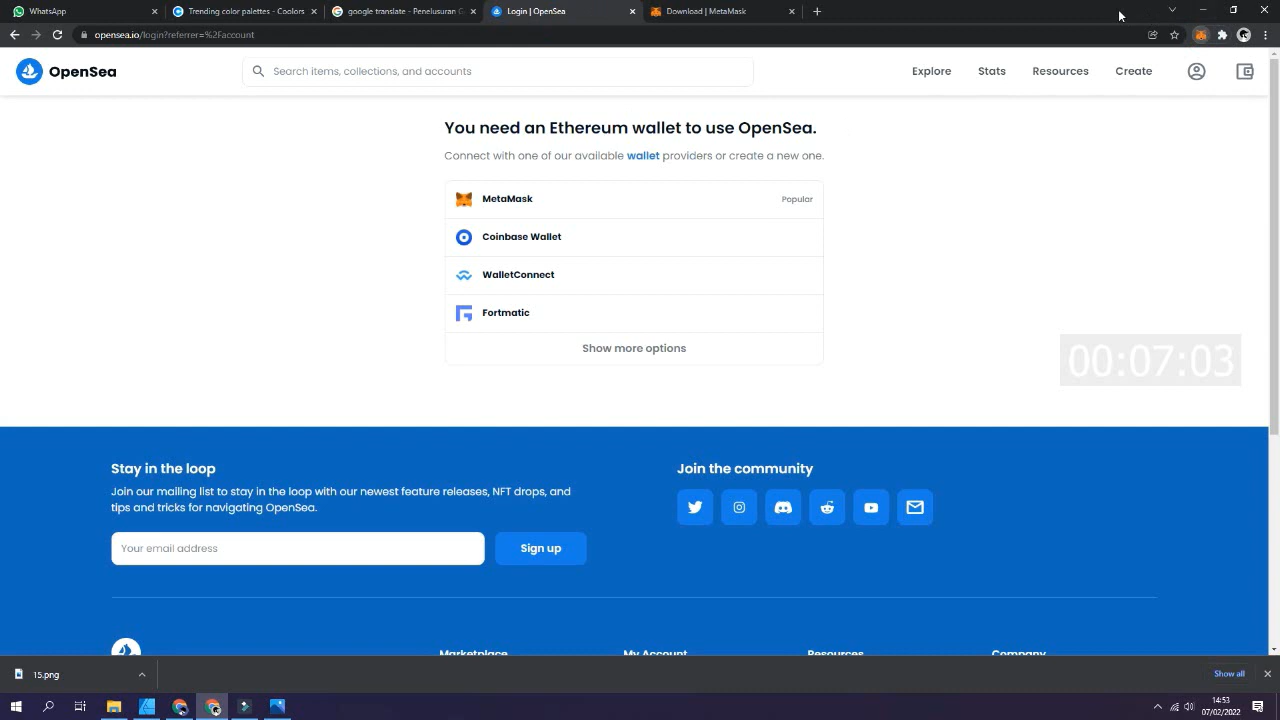 WhatsApp
Trending color palettes - Coolors
google translate - Penelusuran G
Login | OpenSea
Download | MetaMask
opensea.io/login?referrer=%2Faccount
OpenSea
Search items, collections, and accounts
Explore
Stats
Resources
Create
You need an Ethereum wallet to use OpenSea.
Connect with one of our available wallet providers or create a new one.
MetaMask
Popular
Coinbase Wallet
WalletConnect
Fortmatic
Show more options
00:07:03
Stay in the loop
Join our mailing list to stay in the loop with our newest feature releases, NFT drops, and
tips and tricks for navigating OpenSea.
Your email address
Sign up
Join the community
Marketplace
My Account
Resources
Company
15.png
Show all
14:53
07/02/2022